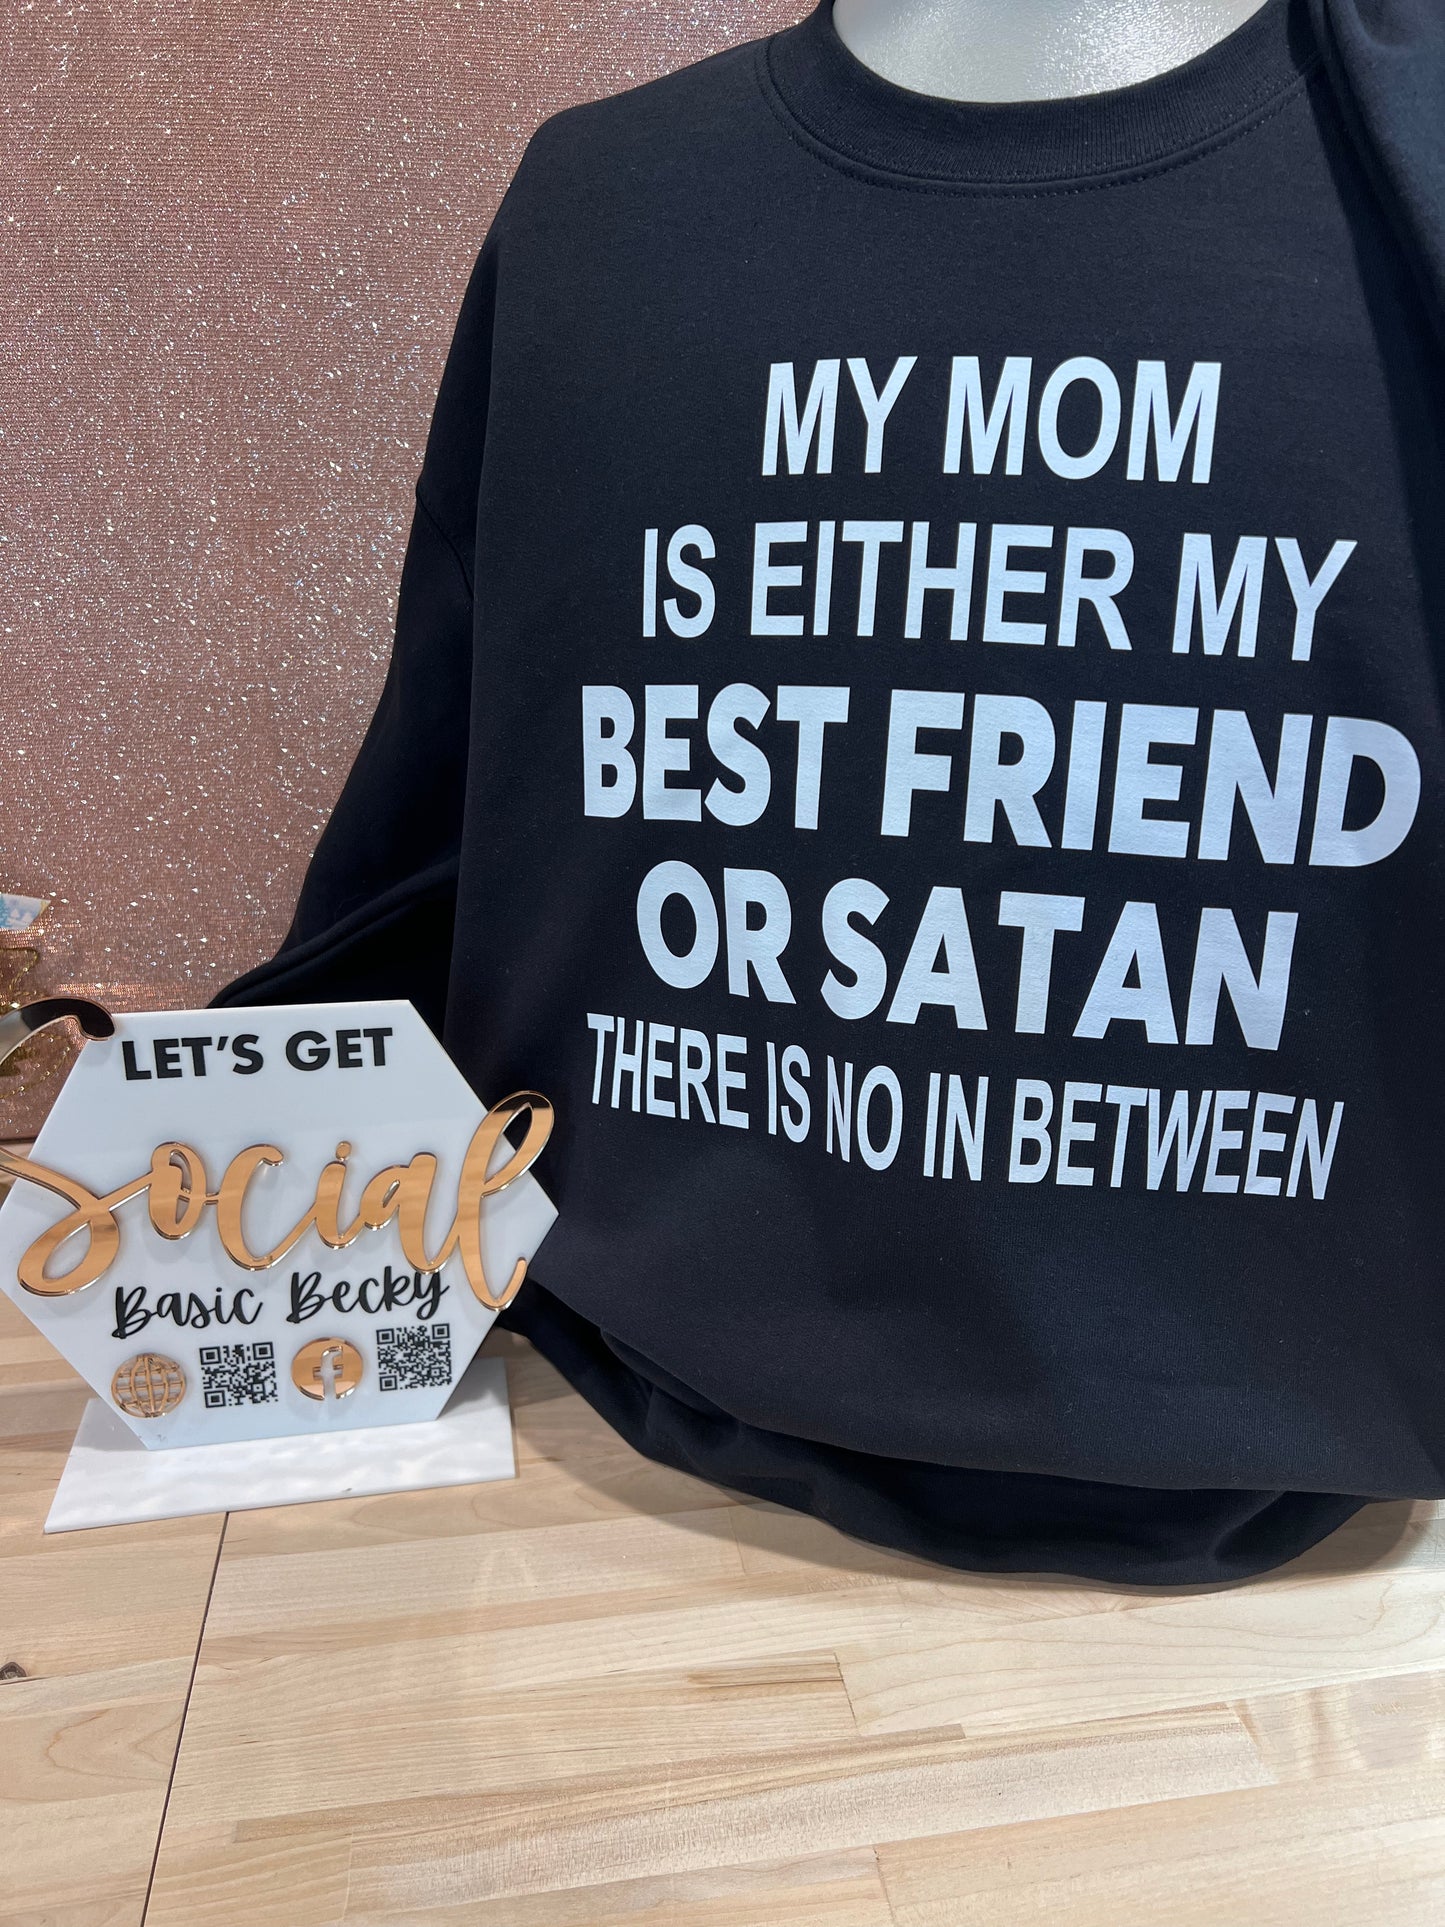 MY MOM
IS EITHER MY
BEST FRIEND
OR SATAN
THERE IS NO IN BETWEEN
LET'S GET
social
Basic Becky
f